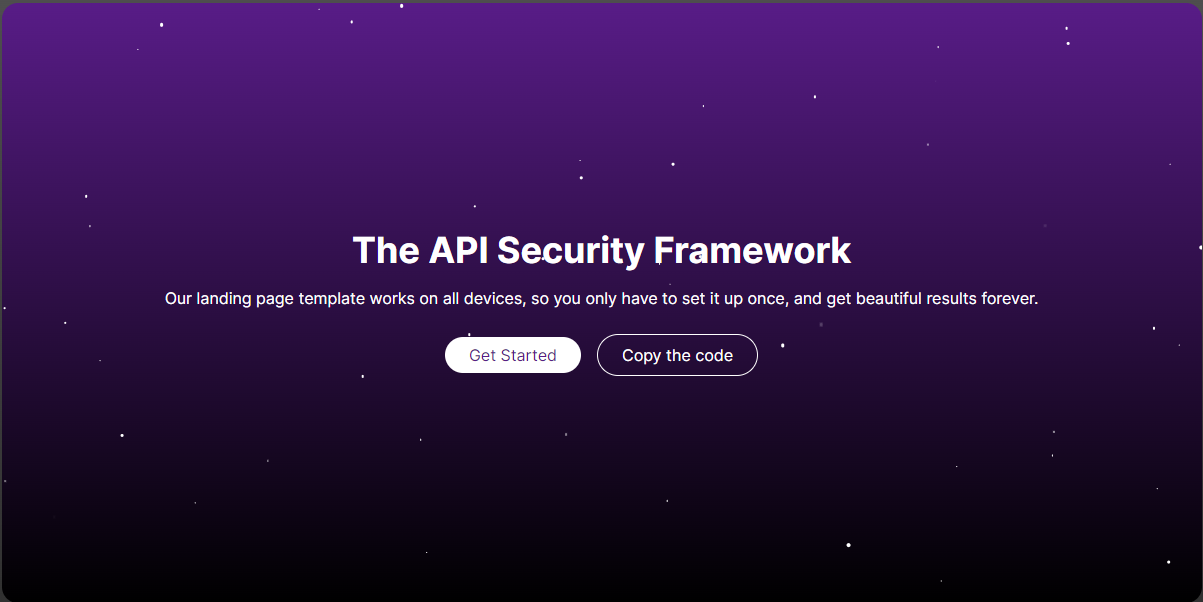 The API Security Framework
Our landing page template works on all devices, so you only have to set it up once, and get beautiful results forever.
Get Started
Copy the code